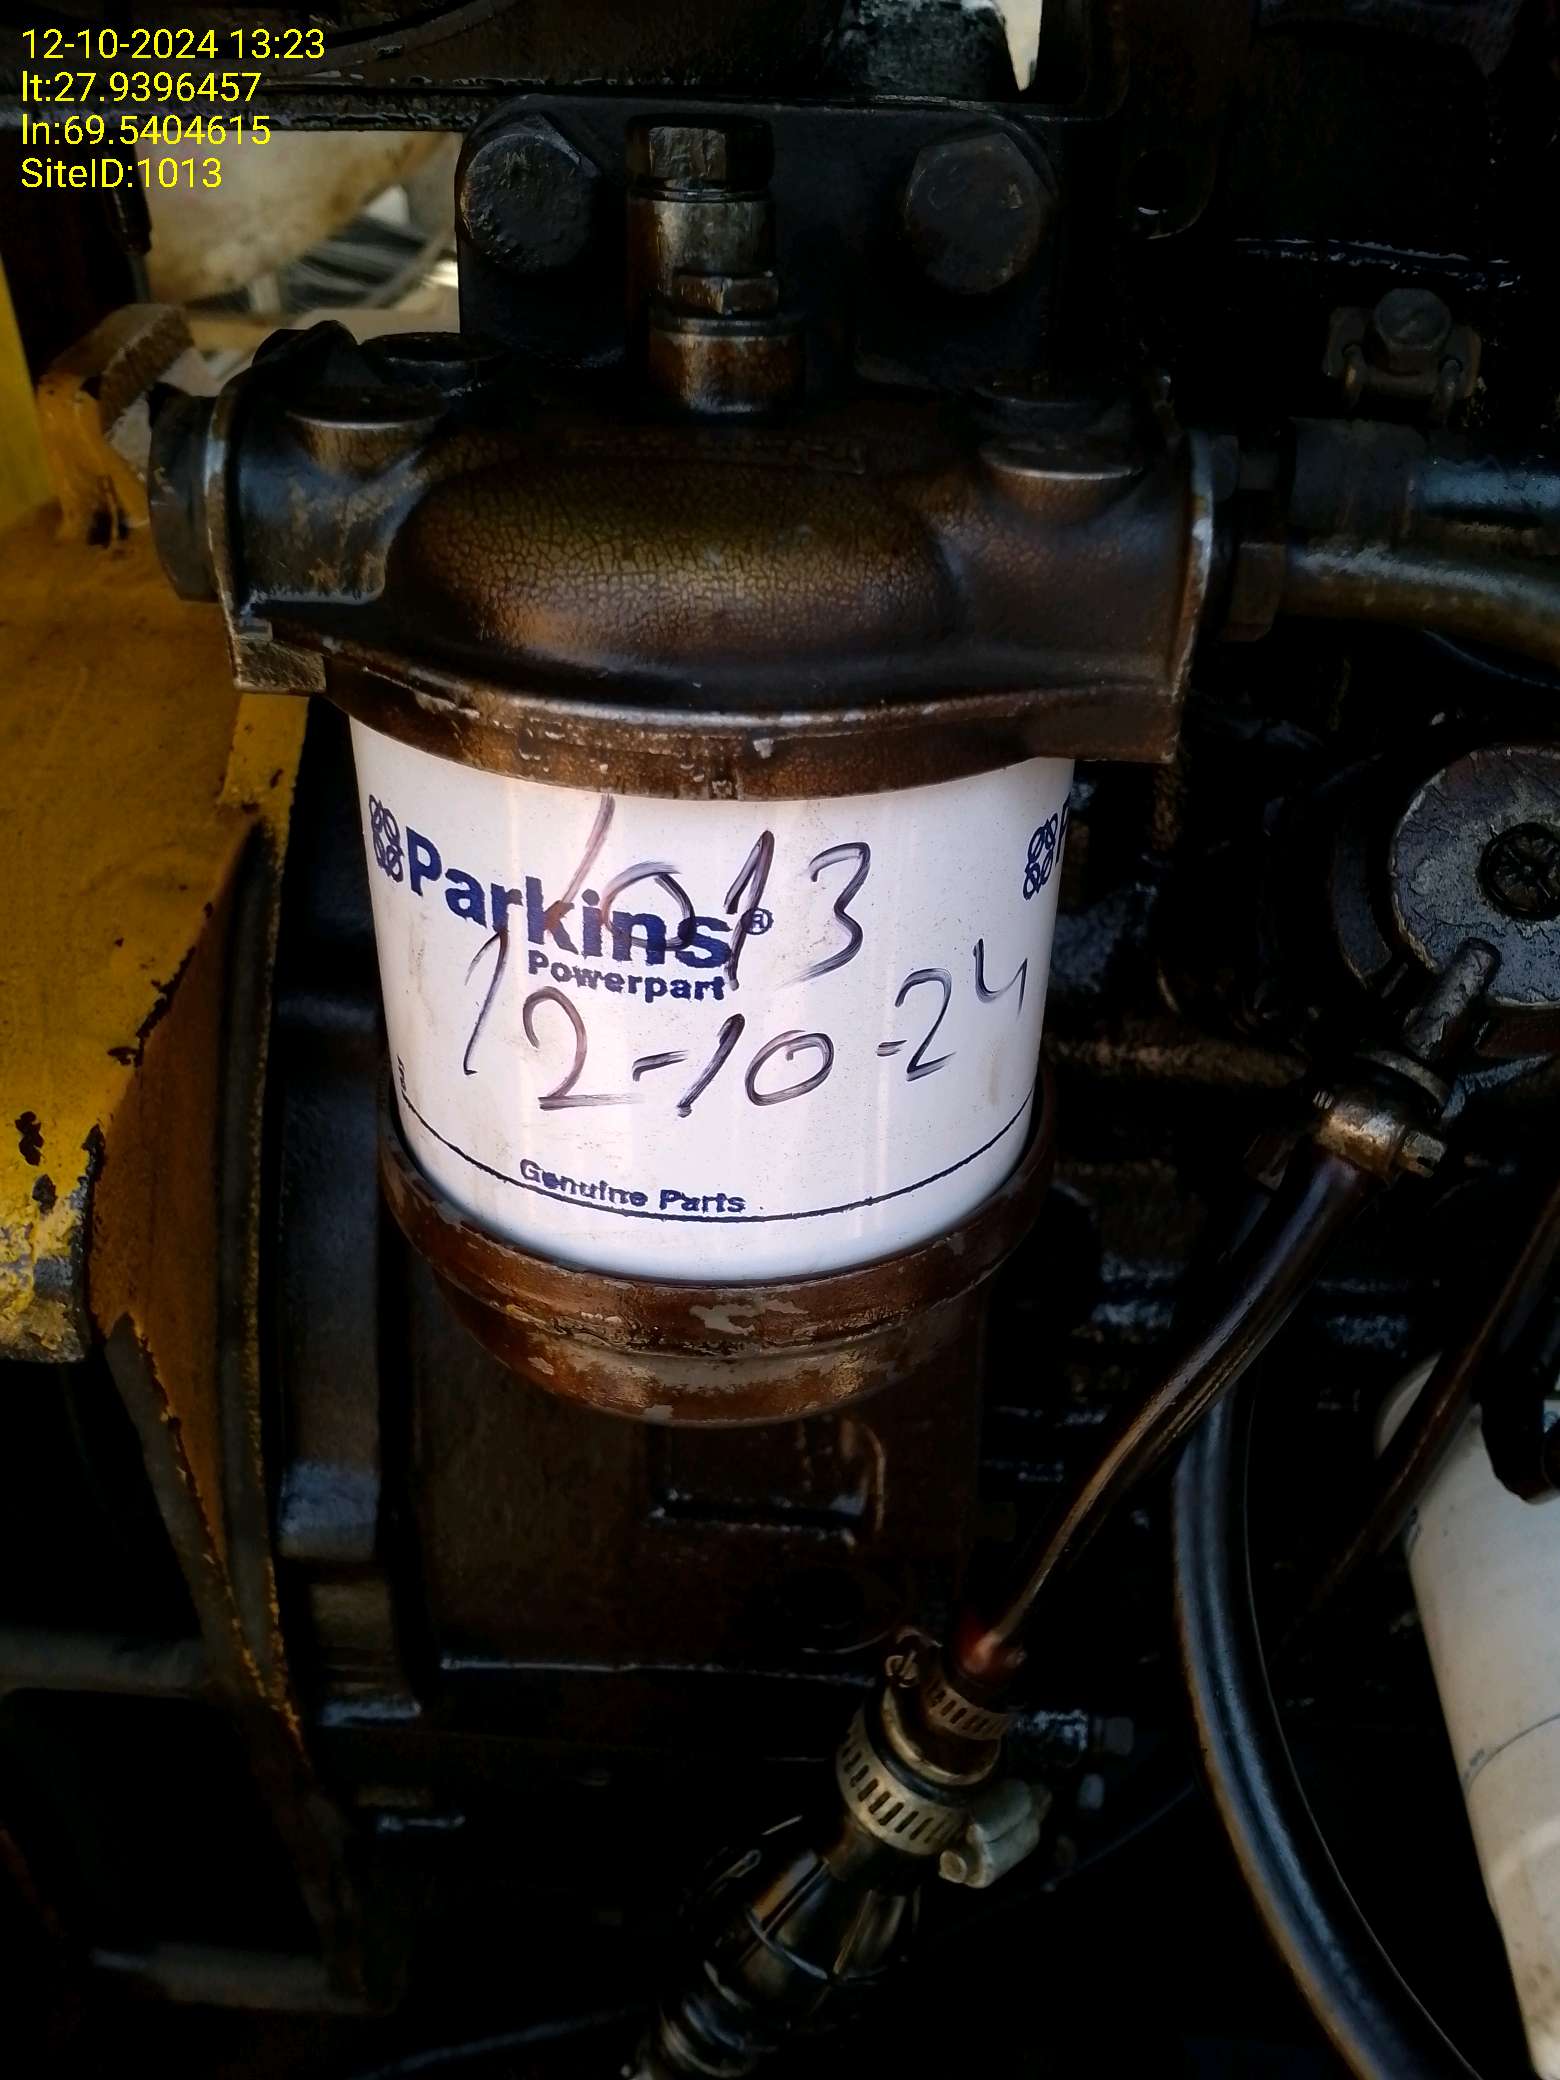 12-10-2024 13:23
lt:27.9396457
ln:69.5404615
SiteID:1013
Parkins®
Powerpart
1013
12-10-24
Genuine Parts